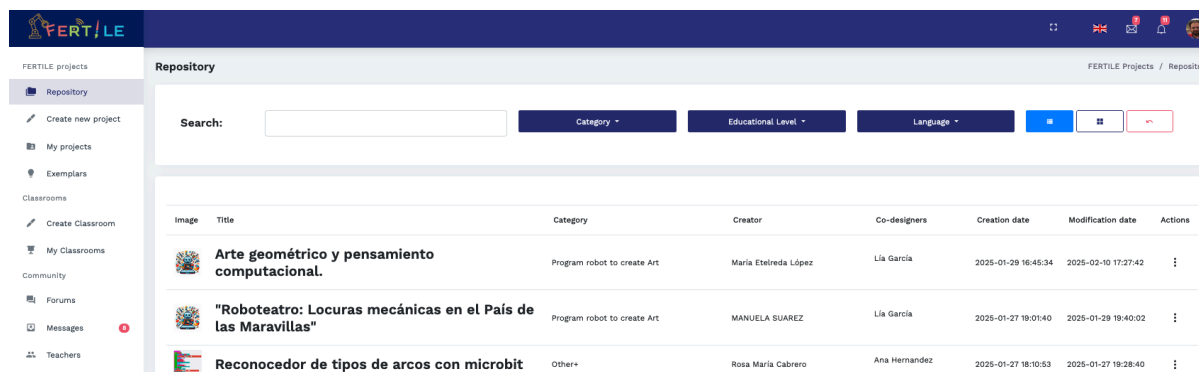 FERTILE
7
11
FERTILE projects
Repository
Create new project
My projects
Exemplars
Classrooms
Create Classroom
My Classrooms
Community
Forums
Messages 8
Teachers
Repository
FERTILE Projects / Reposito
Search:
Category
Educational Level
Language
Image Title Category Creator Co-designers Creation date Modification date Actions
Arte geométrico y pensamiento
computacional.
Program robot to create Art
María Etelreda López
Lía García
2025-01-29 16:45:34
2025-02-10 17:27:42
"Roboteatro: Locuras mecánicas en el País de
las Maravillas"
Program robot to create Art
MANUELA SUAREZ
Lía García
2025-01-27 19:01:40
2025-01-29 19:40:02
Reconocedor de tipos de arcos con microbit
Other+
Rosa María Cabrero
Ana Hernandez
2025-01-27 18:10:53
2025-01-27 19:28:40